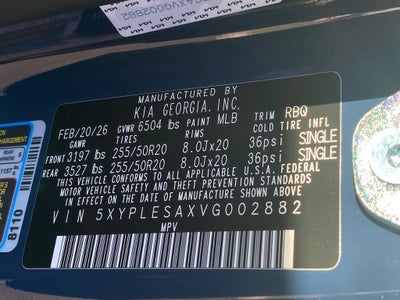 XVG002882
MANUFACTURED BY
KIA GEORGIA, INC.
FEB/20/26 GVWR 6504 lbs PAINT MLB TRIM RBQ
GAWR TIRES RIMS COLD TIRE INFL
FRONT 3197 lbs 255/50R20 8.0Jx20 36psi SINGLE
REAR 3527 lbs 255/50R20 8.0Jx20 36psi SINGLE
THIS VEHICLE CONFORMS TO ALL APPLICABLE U.S.A. FEDERAL
MOTOR VEHICLE SAFETY STANDARDS IN EFFECT ON THE
DATE OF MANUFACTURE SHOWN ABOVE.
VIN 5XYPLESAXVG002882
MPV
8110